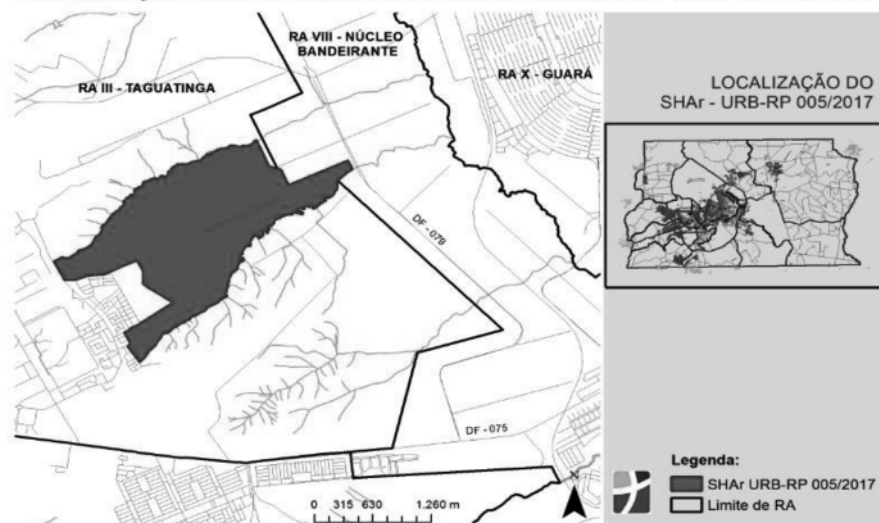 RA VIII - NÚCLEO
BANDEIRANTE
RA III - TAGUATINGA
RA X - GUARÁ
DF - 079
DF - 075
0 315 630 1.260 m
N
LOCALIZAÇÃO DO
SHAr - URB-RP 005/2017
Legenda:
SHAr URB-RP 005/2017
Limite de RA